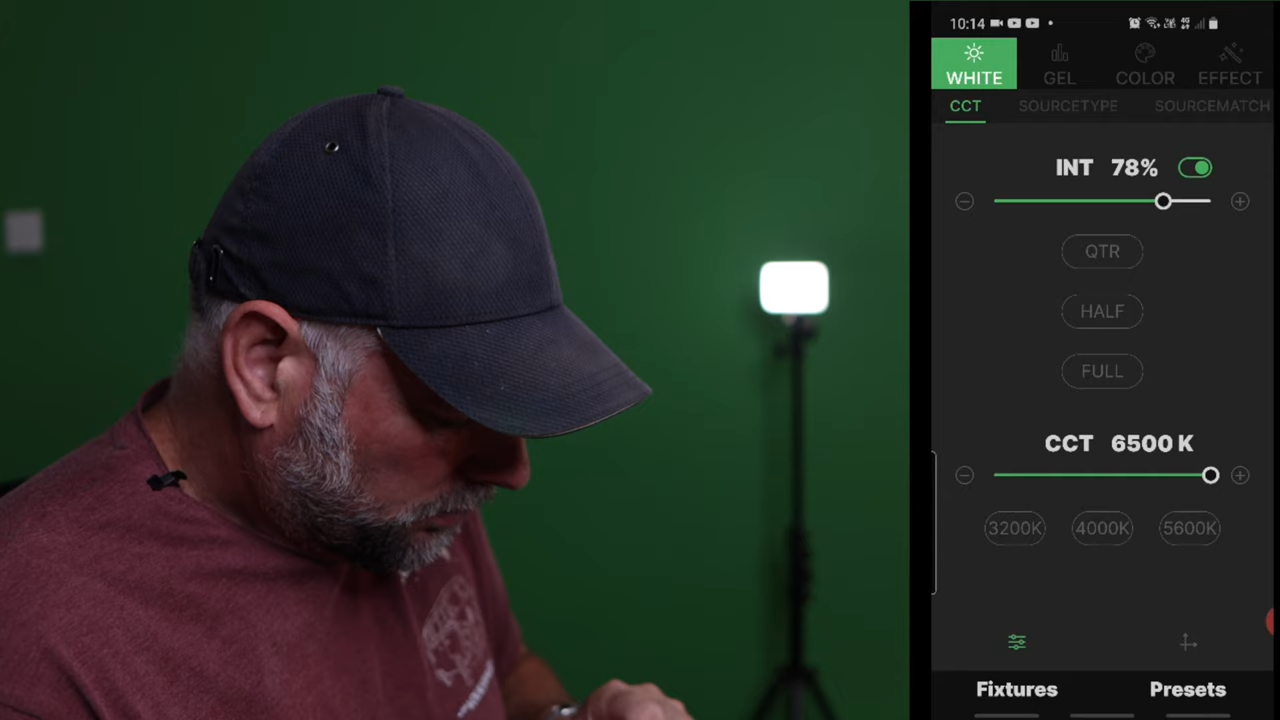 10:14
WHITE GEL COLOR EFFECT
CCT SOURCETYPE SOURCEMATCH
INT 78%
QTR
HALF
FULL
CCT 6500 K
3200K 4000K 5600K
Fixtures Presets